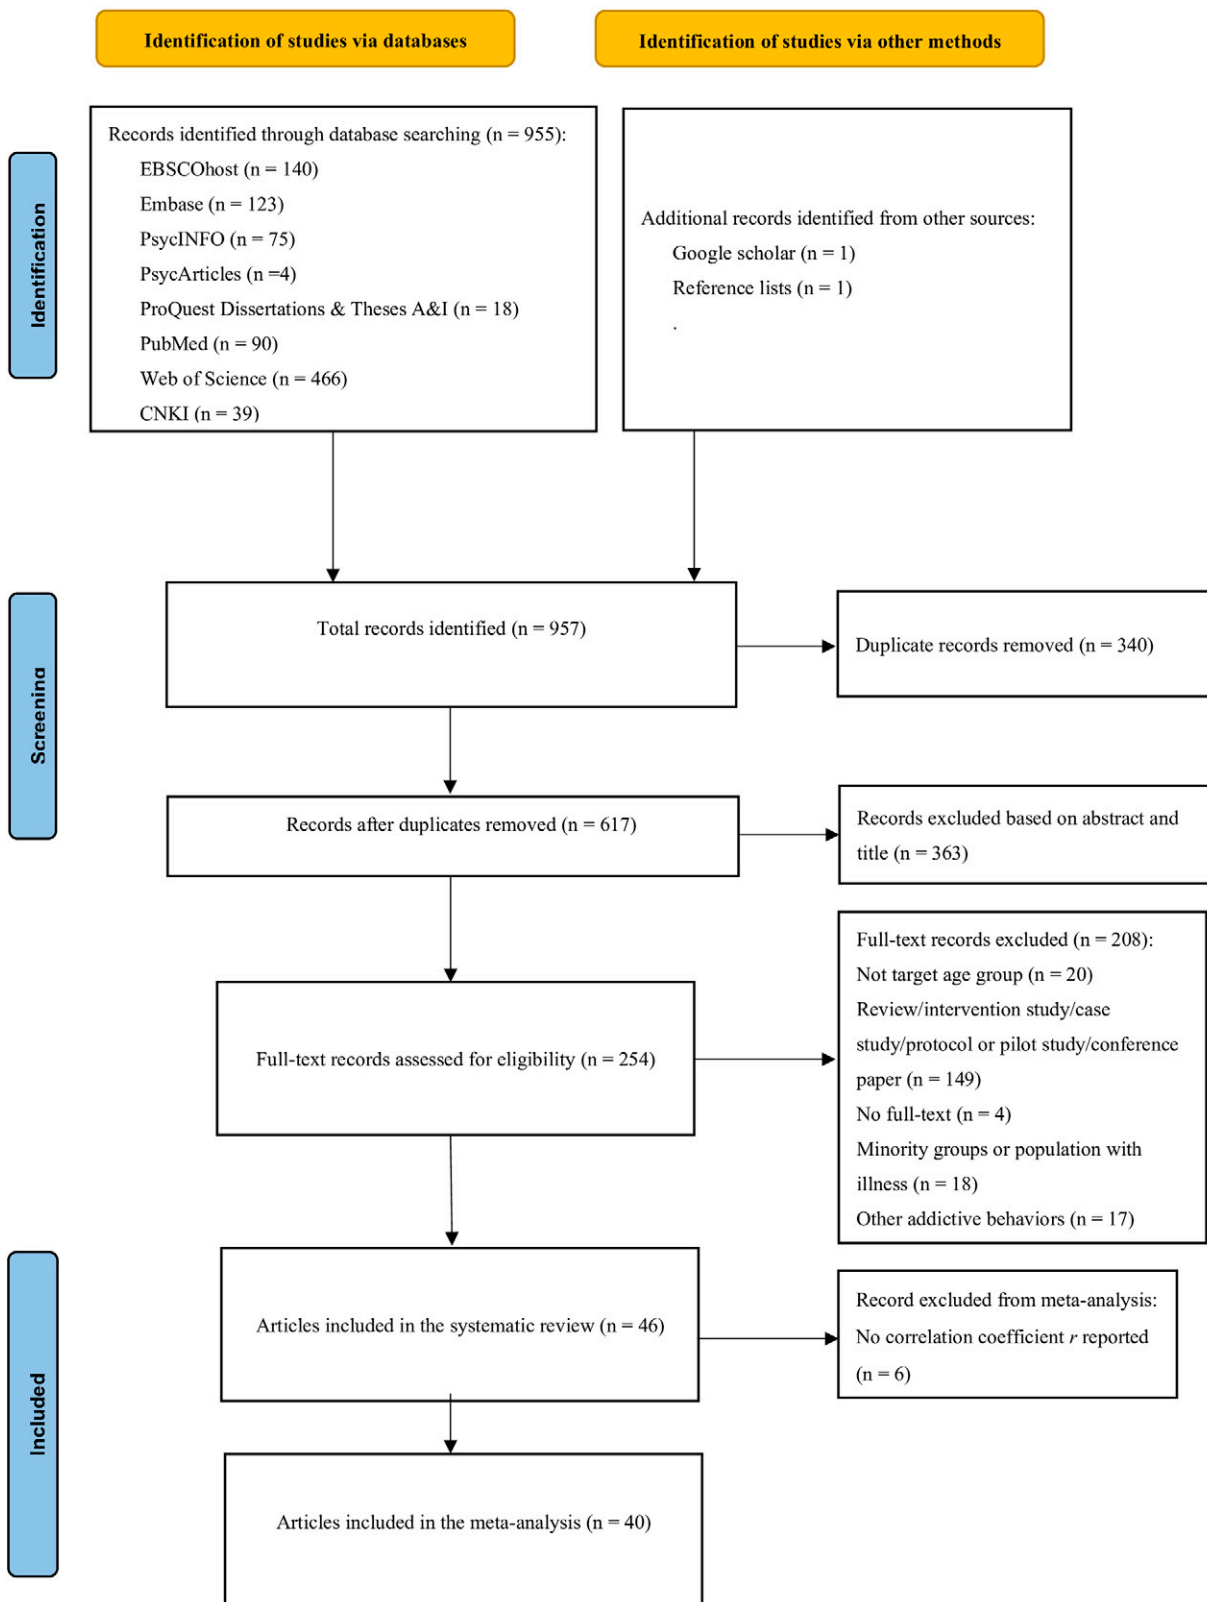 Identification of studies via databases
Identification of studies via other methods
Identification
Records identified through database searching (n = 955):
EBSCOhost (n = 140)
Embase (n = 123)
PsycINFO (n = 75)
PsycArticles (n =4)
ProQuest Dissertations & Theses A&I (n = 18)
PubMed (n = 90)
Web of Science (n = 466)
CNKI (n = 39)
Additional records identified from other sources:
Google scholar (n = 1)
Reference lists (n = 1)
.
Screening
Total records identified (n = 957)
Duplicate records removed (n = 340)
Records after duplicates removed (n = 617)
Records excluded based on abstract and
title (n = 363)
Full-text records assessed for eligibility (n = 254)
Full-text records excluded (n = 208):
Not target age group (n = 20)
Review/intervention study/case
study/protocol or pilot study/conference
paper (n = 149)
No full-text (n = 4)
Minority groups or population with
illness (n = 18)
Other addictive behaviors (n = 17)
Included
Articles included in the systematic review (n = 46)
Record excluded from meta-analysis:
No correlation coefficient r reported
(n = 6)
Articles included in the meta-analysis (n = 40)